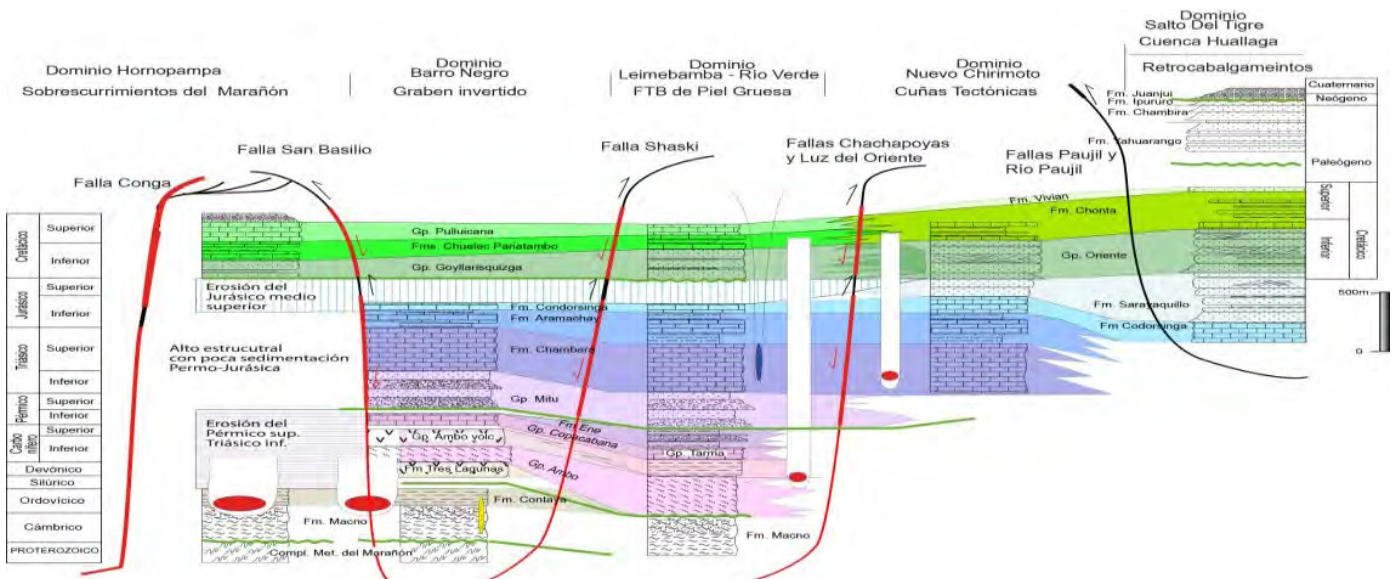 Dominio Hornopampa
Sobrescurrimientos del Marañón
Dominio
Barro Negro
Graben invertido
Dominio
Leimebamba - Río Verde
FTB de Piel Gruesa
Dominio
Nuevo Chirimoto
Cuñas Tectónicas
Dominio
Salto Del Tigre
Cuenca Huallaga
Retrocabalgameintos
Falla Conga
Falla San Basilio
Falla Shaski
Fallas Chachapoyas
y Luz del Oriente
Fallas Paujil y
Río Paujil
Fm. Juanjui
Fm. Ipururo
Fm. Chambira
Fm. Yahuarango
Cuaternario
Neógeno
Paleógeno
Superior
Inferior
Cretácico
500m
0
Cretácico
Superior
Inferior
Jurásico
Superior
Inferior
Triásico
Superior
Inferior
Pérmico
Superior
Inferior
Carbo
nífero
Superior
Inferior
Devónico
Silúrico
Ordovícico
Cámbrico
PROTEROZOICO
Gp. Pulluicana
Fms. Chuelec Pariatambo
Gp. Goyllarisquizga
Fm. Vivian
Fm. Chonta
Gp. Oriente
Erosión del
Jurásico medio
superior
Fm. Condorsinga
Fm. Aramachay
Fm. Sarayaquillo
Fm Codorsinga
Alto estrucutral
con poca sedimentación
Permo-Jurásica
Fm. Chambará
Gp. Mitu
Erosión del
Pérmico sup.
Triásico inf.
Fm Ene
Gp. Copacabana
Gp. Ambo volc
Gp. Tarma
Fm Tres Lagunas
Gp. Ambo
Fm. Contaya
Fm. Macno
Fm. Macno
Compl. Met. del Marañón